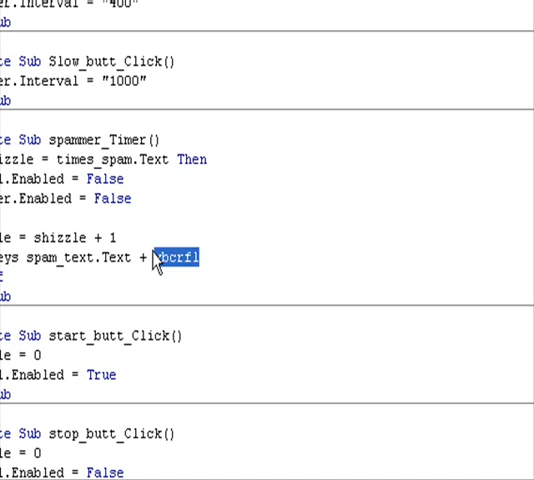 er.Interval = "400"
ub
te Sub Slow_butt_Click()
er.Interval = "1000"
ub
te Sub spammer_Timer()
izzle = times_spam.Text Then
l.Enabled = False
er.Enabled = False
le = shizzle + 1
eys spam_text.Text + vbcrfl
f
ub
te Sub start_butt_Click()
le = 0
l.Enabled = True
ub
te Sub stop_butt_Click()
le = 0
l.Enabled = False